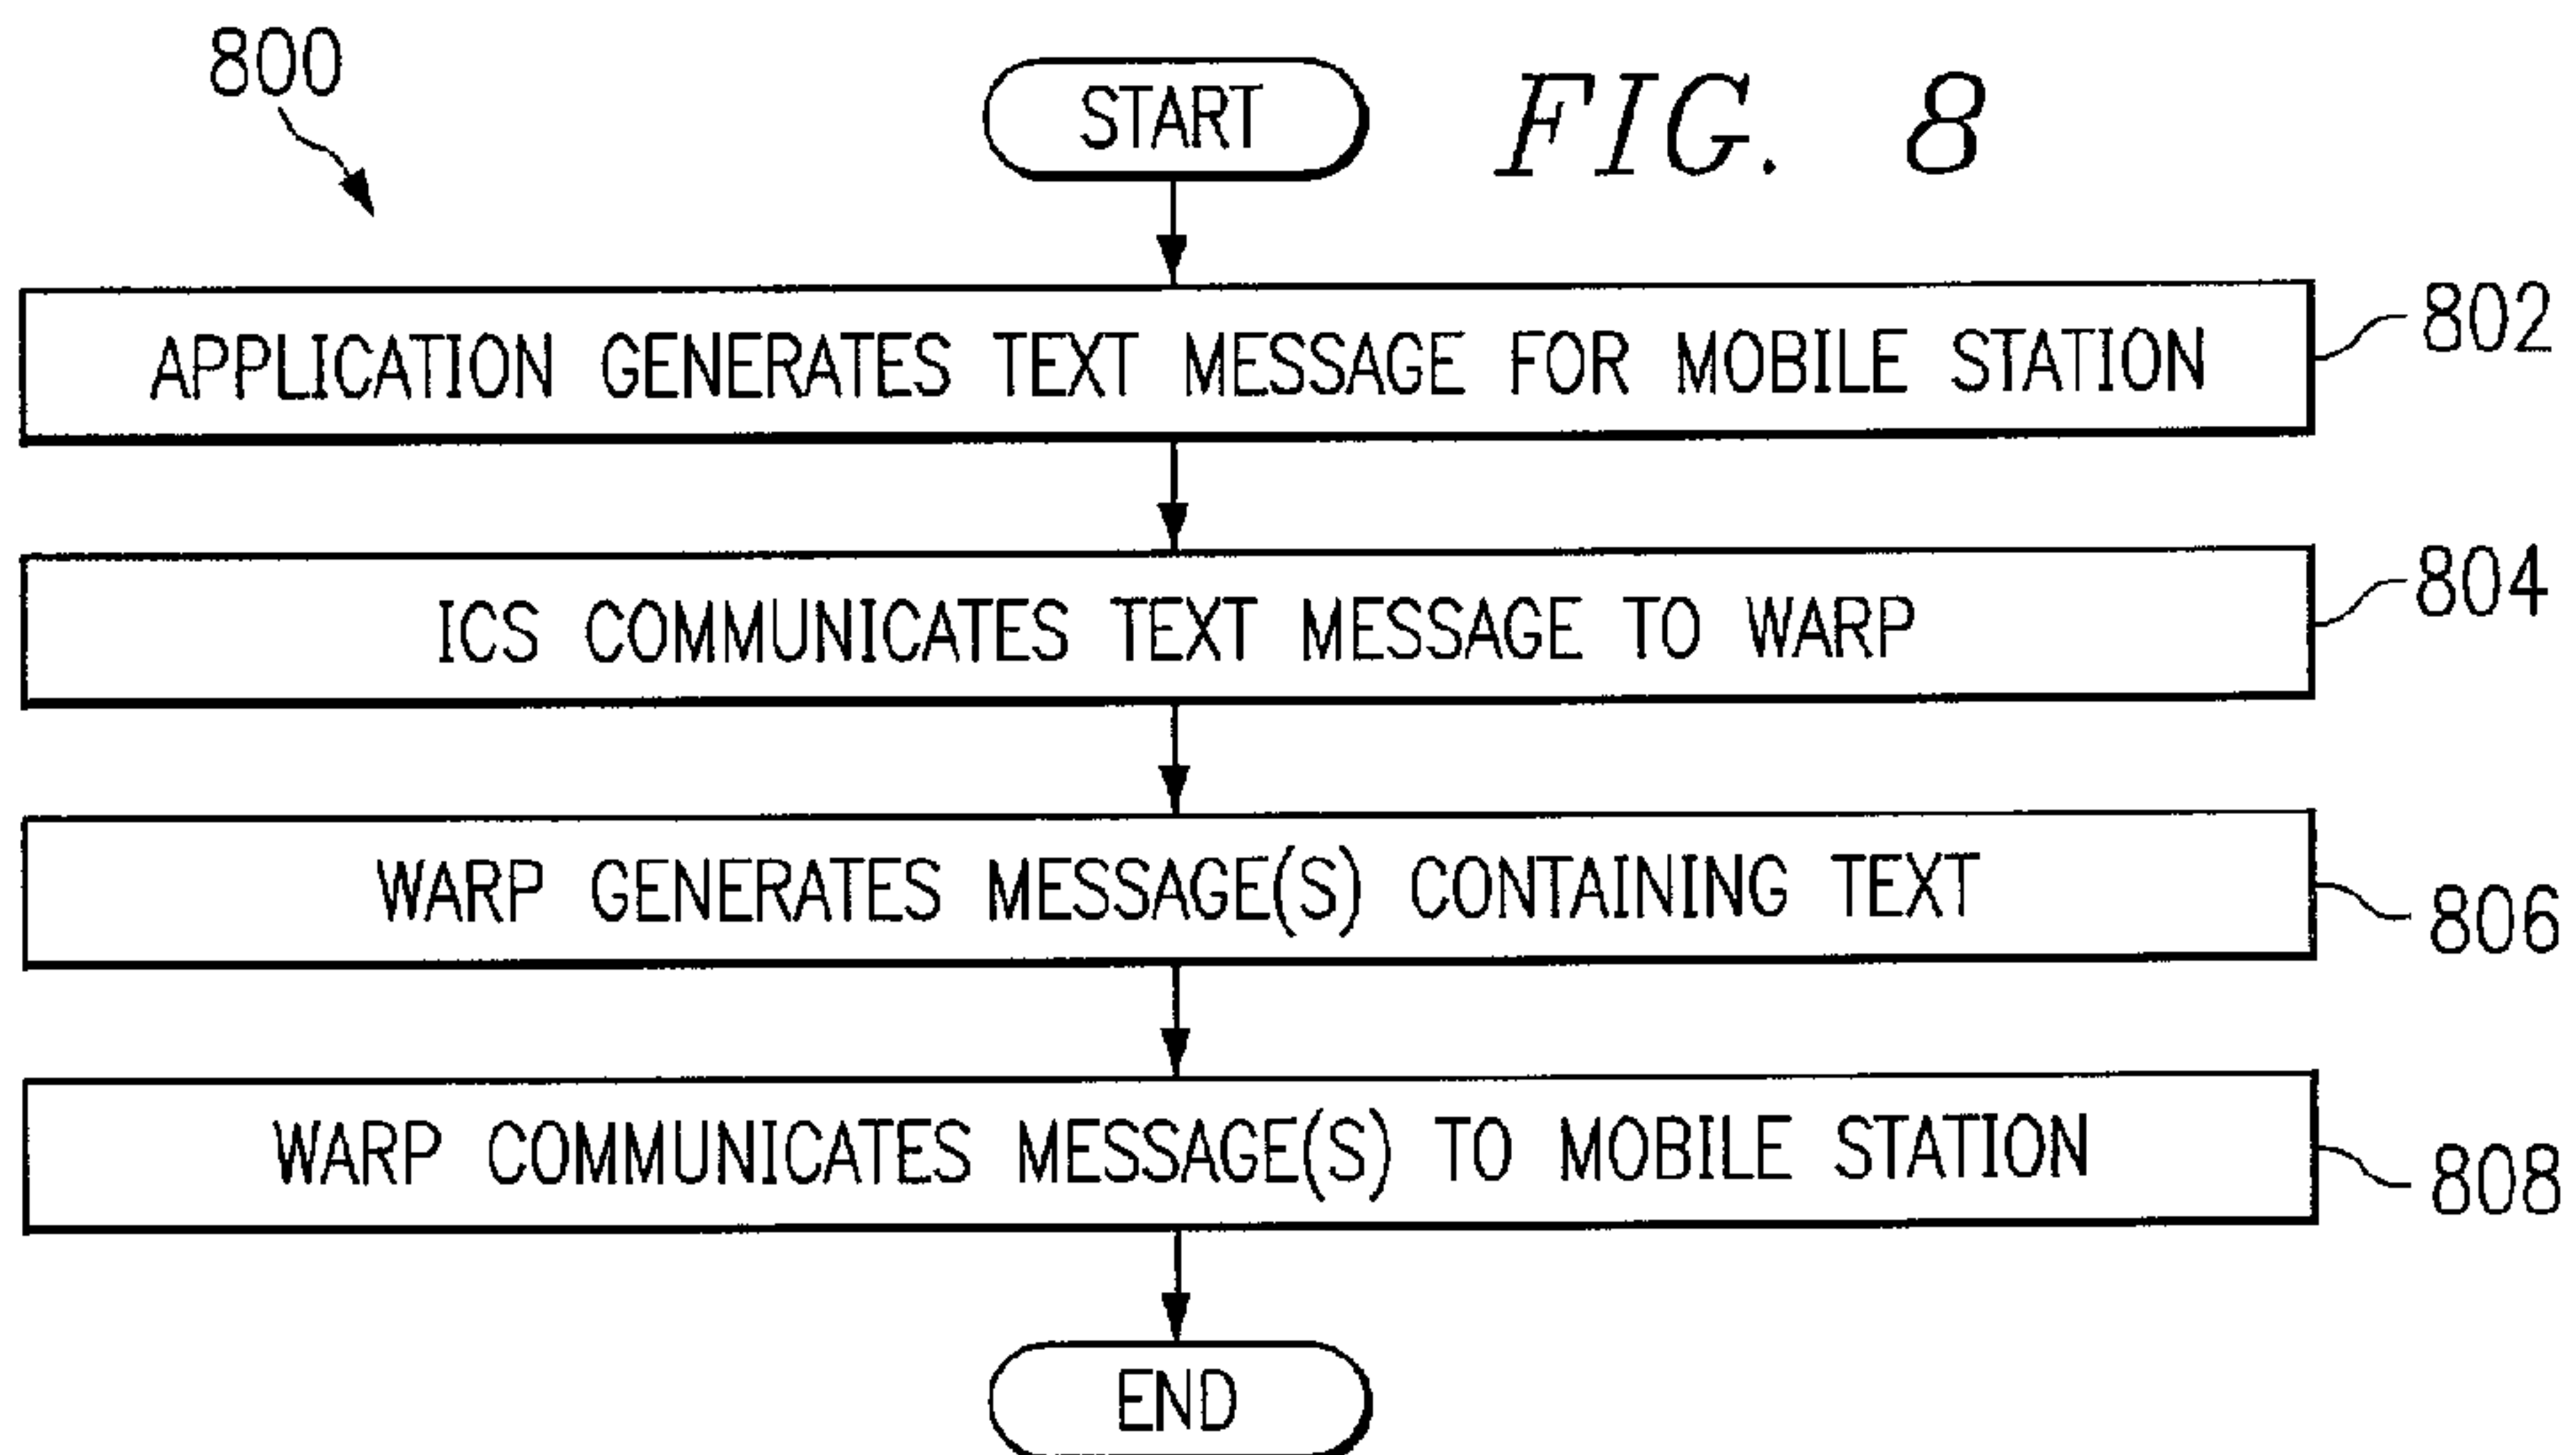 800
START
FIG. 8
APPLICATION GENERATES TEXT MESSAGE FOR MOBILE STATION
802
ICS COMMUNICATES TEXT MESSAGE TO WARP
804
WARP GENERATES MESSAGE(S) CONTAINING TEXT
806
WARP COMMUNICATES MESSAGE(S) TO MOBILE STATION
808
END